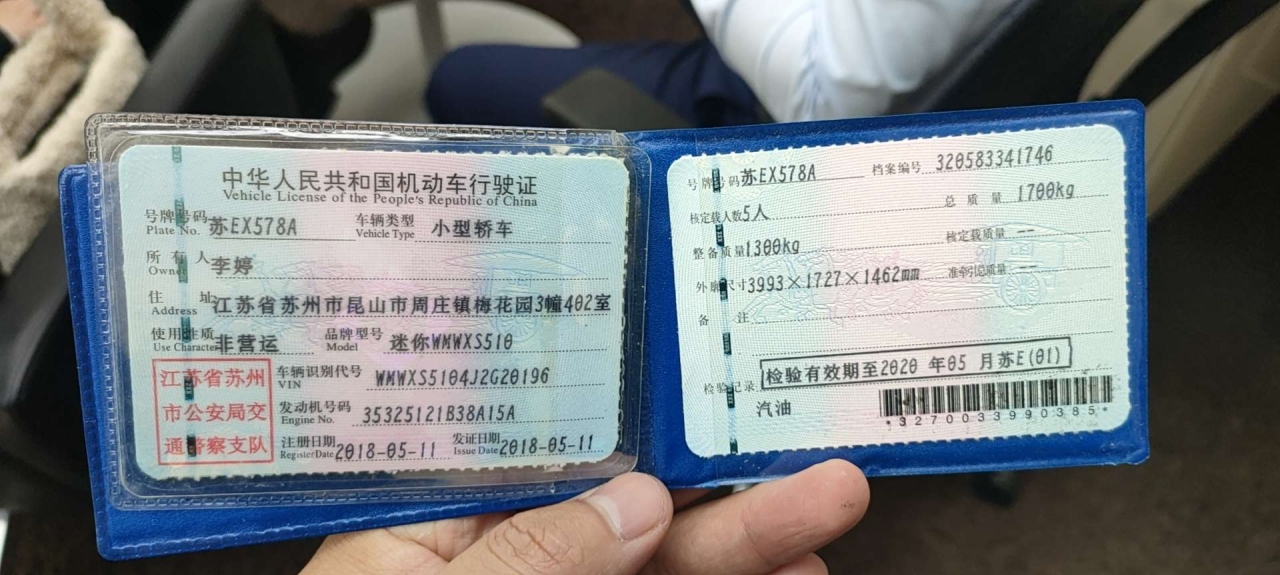 中华人民共和国机动车行驶证
Vehicle License of the People's Republic of China
号牌号码 苏EX578A 车辆类型 小型轿车
Plate No. Vehicle Type
所有人 李婷
Owner
住址 江苏省苏州市昆山市周庄镇梅花园3幢402室
Address
使用性质 非营运 品牌型号 迷你WMWXS510
Use Character Model
江苏省苏州
市公安局交
通警察支队
车辆识别代号 WMWXS5104J2G20196
VIN
发动机号码 35325121B38A15A
Engine No.
注册日期 2018-05-11 发证日期 2018-05-11
Register Date Issue Date
号牌号码 苏EX578A 档案编号 320583341746
核定载人数 5人 总质量 1700kg
整备质量 1300kg 核定载质量 --
外廓尺寸 3993×1727×1462mm 准牵引总质量 --
备注
检验记录 检验有效期至2020 年05 月苏E(01)
汽油
*3270033990385*